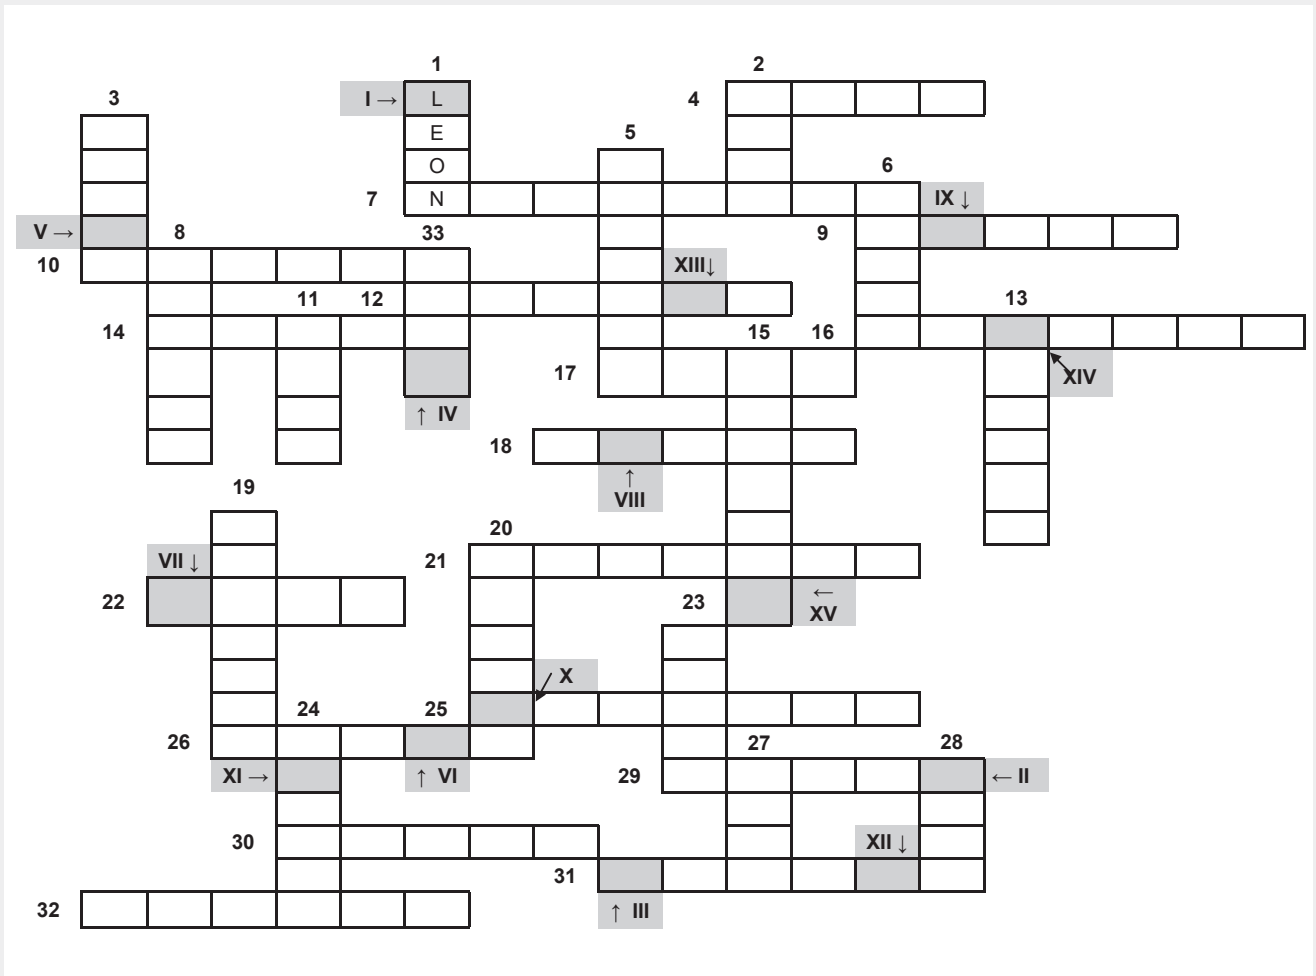 1 2
3 I → L 4
E 5
O 6
7 N IX ↓
V → 8 33 9
10 XIII↓
11 12 13
14 15 16
17 XIV
↑ IV
18
↑
VIII
19
20
VII ↓ 21
22 23 ←
XV
X
24 25
26 27 28
XI → ↑ VI 29 ← II
30 XII ↓
31
32 ↑ III